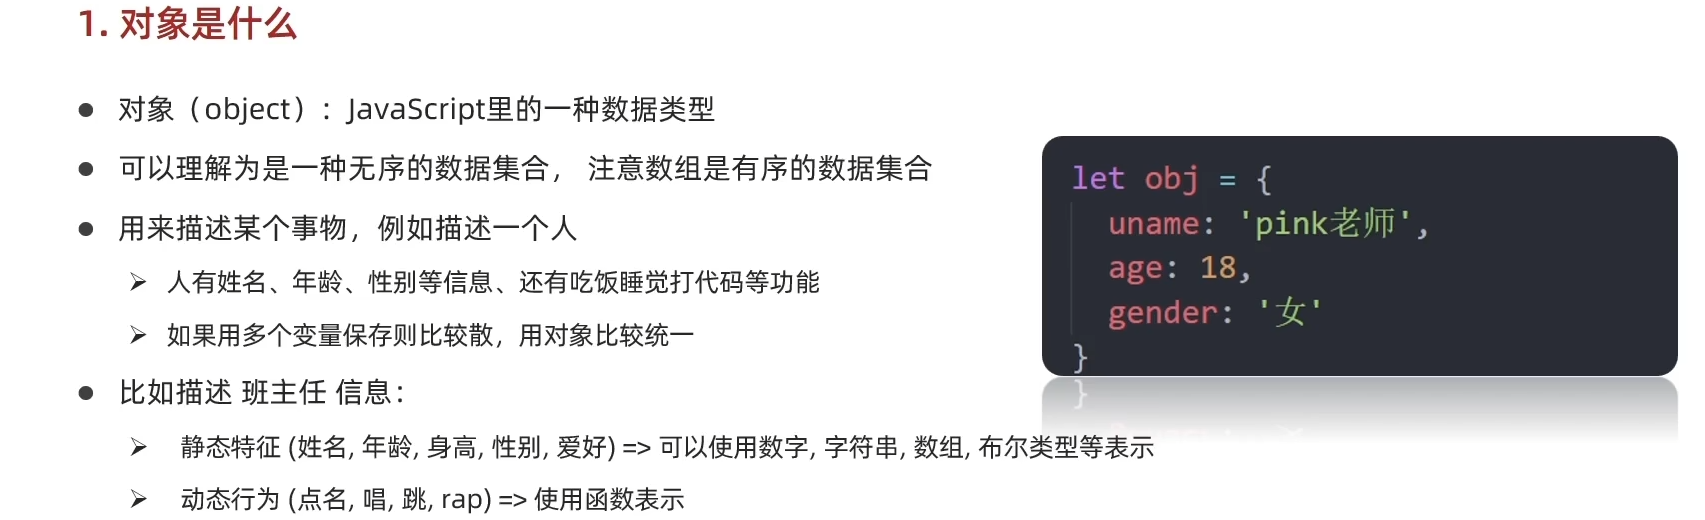 1. 对象是什么
对象（object）：JavaScript里的一种数据类型
可以理解为是一种无序的数据集合， 注意数组是有序的数据集合
用来描述某个事物，例如描述一个人
人有姓名、年龄、性别等信息、还有吃饭睡觉打代码等功能
如果用多个变量保存则比较散，用对象比较统一
比如描述 班主任 信息：
静态特征 (姓名, 年龄, 身高, 性别, 爱好) => 可以使用数字, 字符串, 数组, 布尔类型等表示
动态行为 (点名, 唱, 跳, rap) => 使用函数表示
let obj = {
uname: 'pink老师',
age: 18,
gender: '女'
}